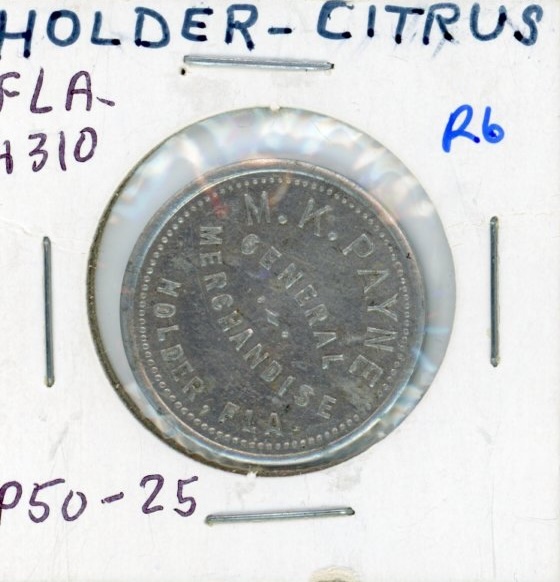 HOLDER - CITRUS
FLA-
H310
R6
M. K. PAYNE
GENERAL
MERCHANDISE
HOLDER, FLA.
P50-25